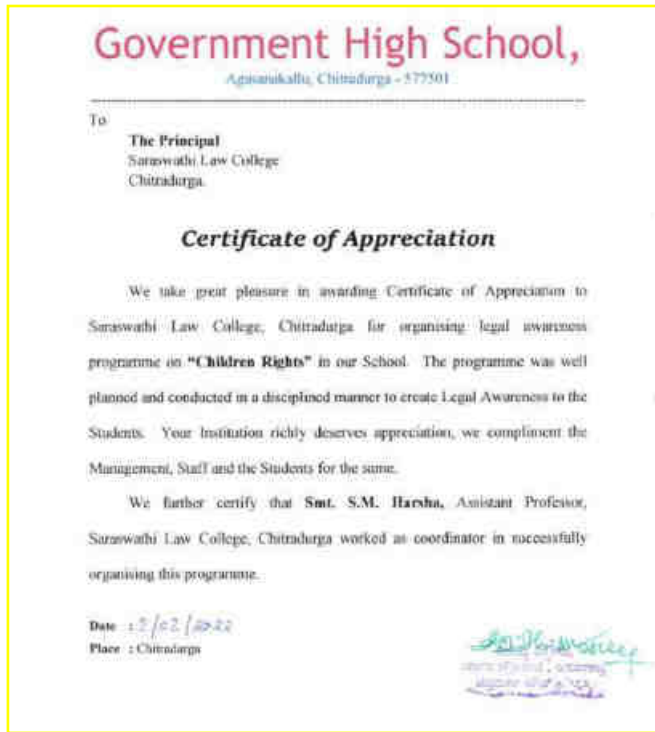 Government High School,
Agasanakallu, Chitradurga - 577501
To
The Principal
Saraswathi Law College
Chitradurga.
Certificate of Appreciation
We take great pleasure in awarding Certificate of Appreciation to
Saraswathi Law College, Chitradurga for organising legal awareness
programme on "Children Rights" in our School. The programme was well
planned and conducted in a disciplined manner to create Legal Awareness to the
Students. Your Institution richly deserves appreciation, we compliment the
Management, Staff and the Students for the same.
We further certify that Smt. S.M. Harsha, Assistant Professor,
Saraswathi Law College, Chitradurga worked as coordinator in successfully
organising this programme.
Date : 2/02/2022
Place : Chitradurga